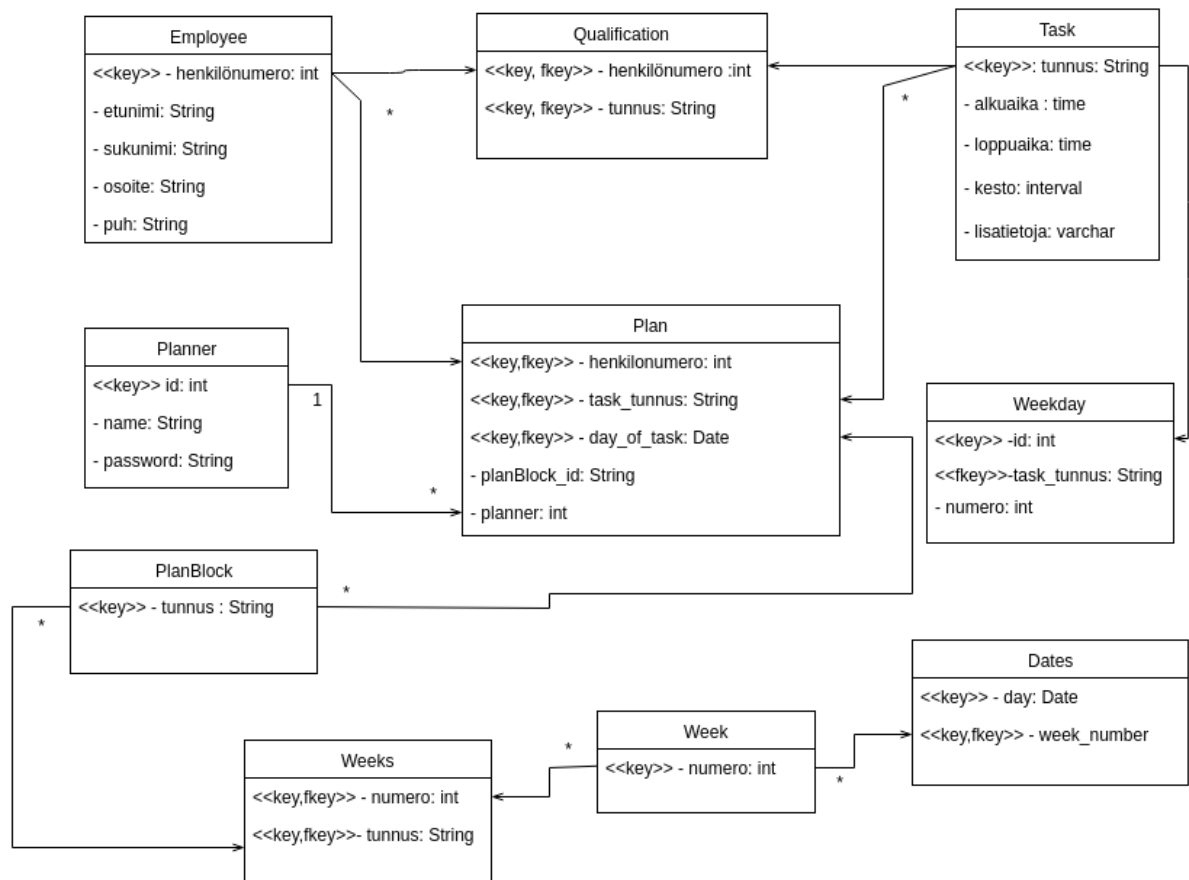 Employee
<<key>> - henkilönumero: int
- etunimi: String
- sukunimi: String
- osoite: String
- puh: String
*
Qualification
<<key, fkey>> - henkilönumero :int
<<key, fkey>> - tunnus: String
Task
<<key>>: tunnus: String
- alkuaika : time
- loppuaika: time
- kesto: interval
- lisatietoja: varchar
*
Planner
<<key>> id: int
- name: String
- password: String
1
*
Plan
<<key,fkey>> - henkilonumero: int
<<key,fkey>> - task_tunnus: String
<<key,fkey>> - day_of_task: Date
- planBlock_id: String
- planner: int
Weekday
<<key>> -id: int
<<fkey>>-task_tunnus: String
- numero: int
PlanBlock
<<key>> - tunnus : String
*
*
Weeks
<<key,fkey>> - numero: int
<<key,fkey>>- tunnus: String
*
Week
<<key>> - numero: int
*
Dates
<<key>> - day: Date
<<key,fkey>> - week_number